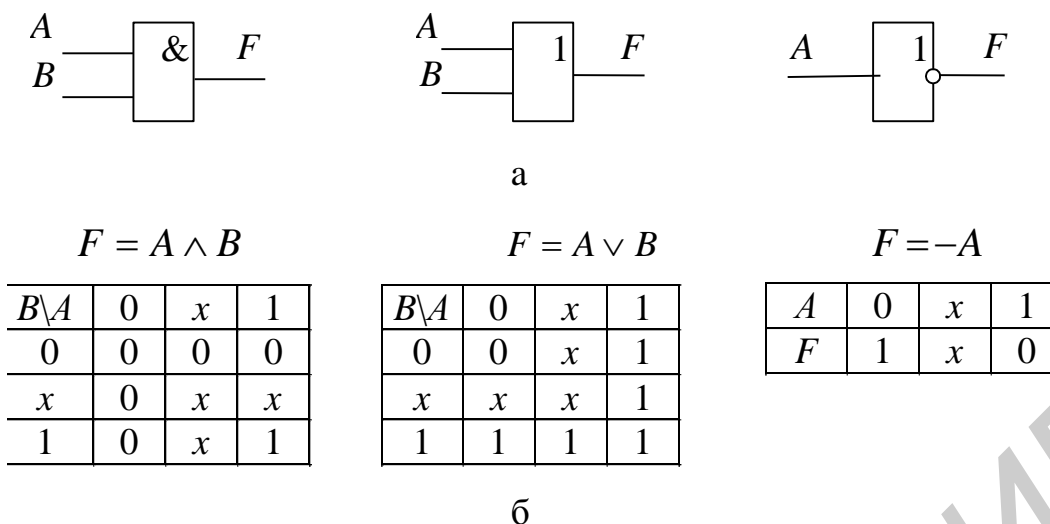 A & F
B
A 1 F
B
A 1 F
а
F = A ∧ B
F = A ∨ B
F = −A
B\A 0 x 1
0 0 0 0
x 0 x x
1 0 x 1
B\A 0 x 1
0 0 x 1
x x x 1
1 1 1 1
A 0 x 1
F 1 x 0
б